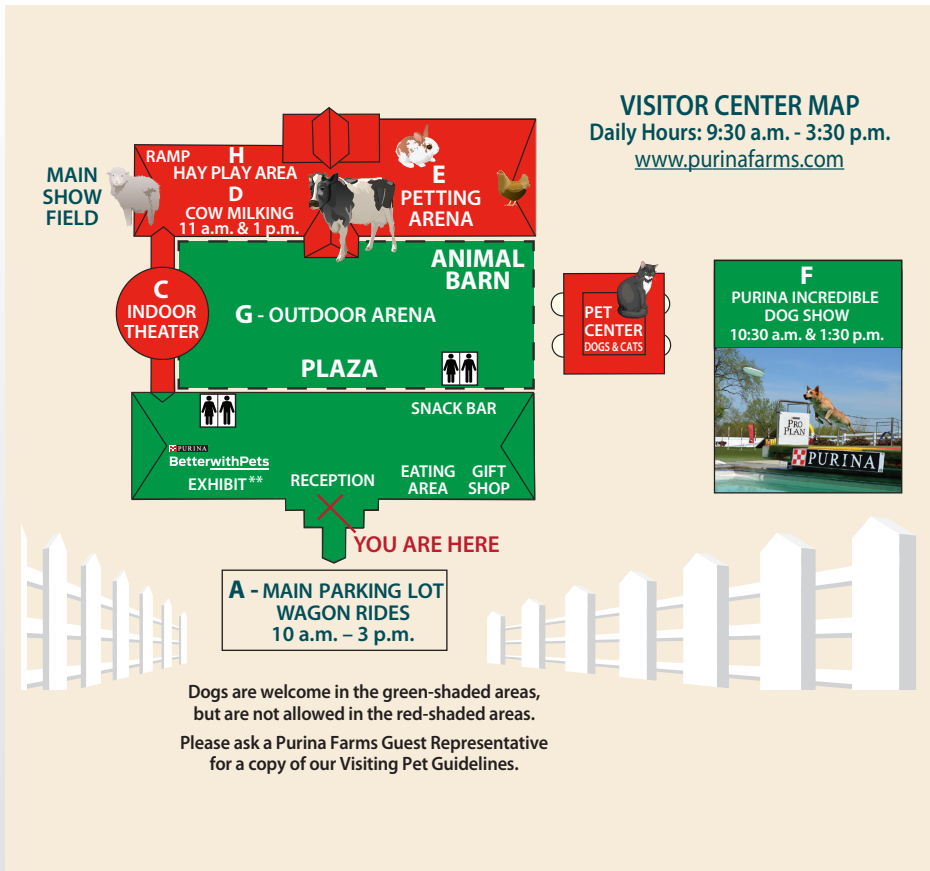 VISITOR CENTER MAP
Daily Hours: 9:30 a.m. - 3:30 p.m.
www.purinafarms.com
MAIN
SHOW
FIELD
RAMP
H
HAY PLAY AREA
D
COW MILKING
11 a.m. & 1 p.m.
E
PETTING
ARENA
ANIMAL
BARN
C
INDOOR
THEATER
G - OUTDOOR ARENA
PLAZA
PET
CENTER
DOGS & CATS
F
PURINA INCREDIBLE
DOG SHOW
10:30 a.m. & 1:30 p.m.
PRO
PLAN
PURINA
SNACK BAR
PURINA
BetterwithPets
EXHIBIT**
RECEPTION
EATING
AREA
GIFT
SHOP
YOU ARE HERE
A - MAIN PARKING LOT
WAGON RIDES
10 a.m. – 3 p.m.
Dogs are welcome in the green-shaded areas,
but are not allowed in the red-shaded areas.
Please ask a Purina Farms Guest Representative
for a copy of our Visiting Pet Guidelines.